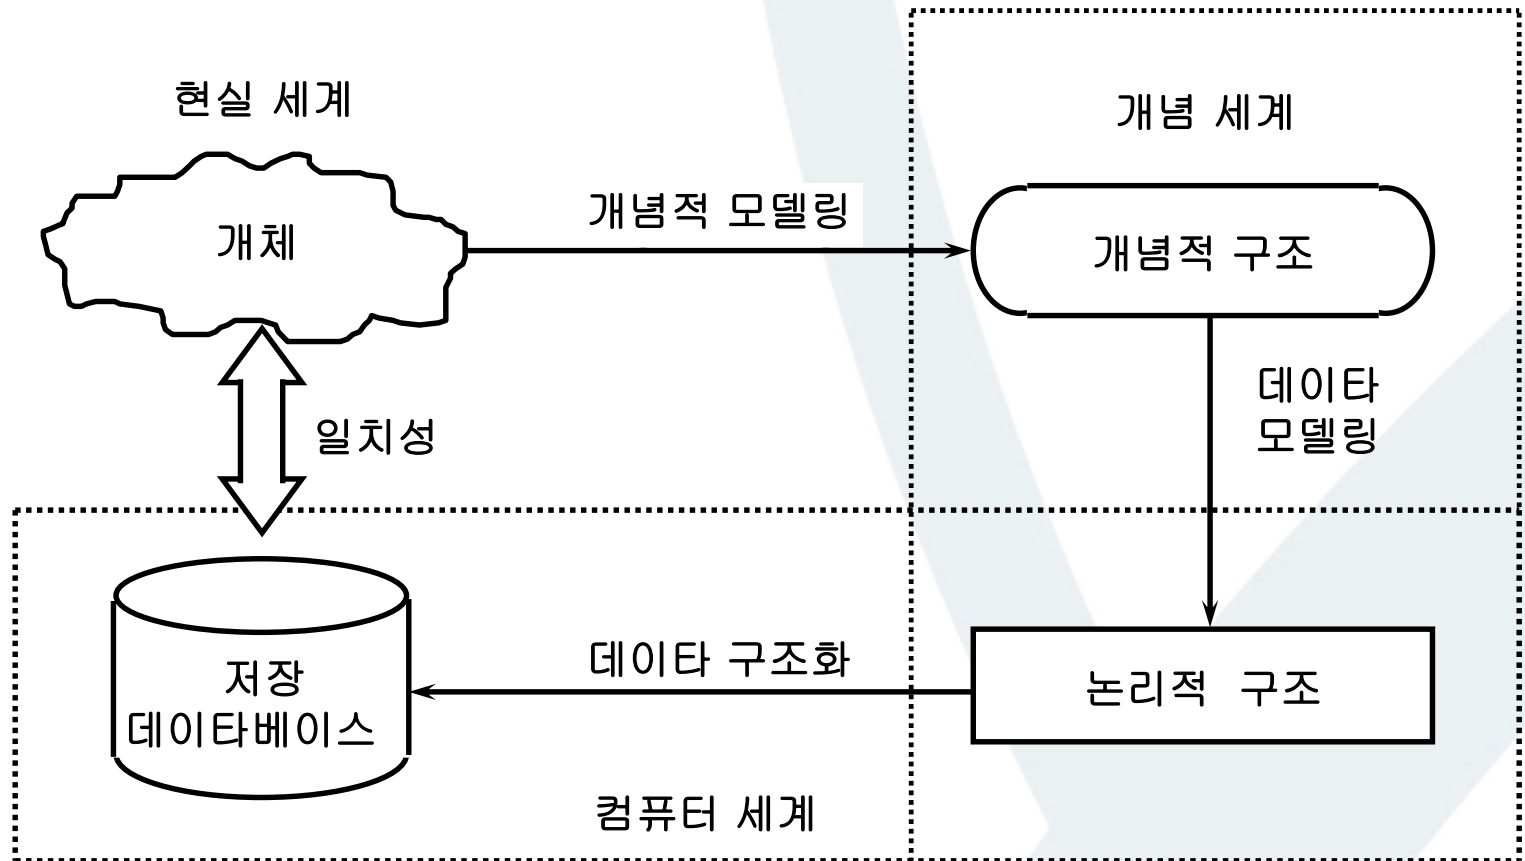 현실 세계
개념 세계
개체
개념적 모델링
개념적 구조
데이타
모델링
일치성
저장
데이타베이스
데이타 구조화
논리적 구조
컴퓨터 세계